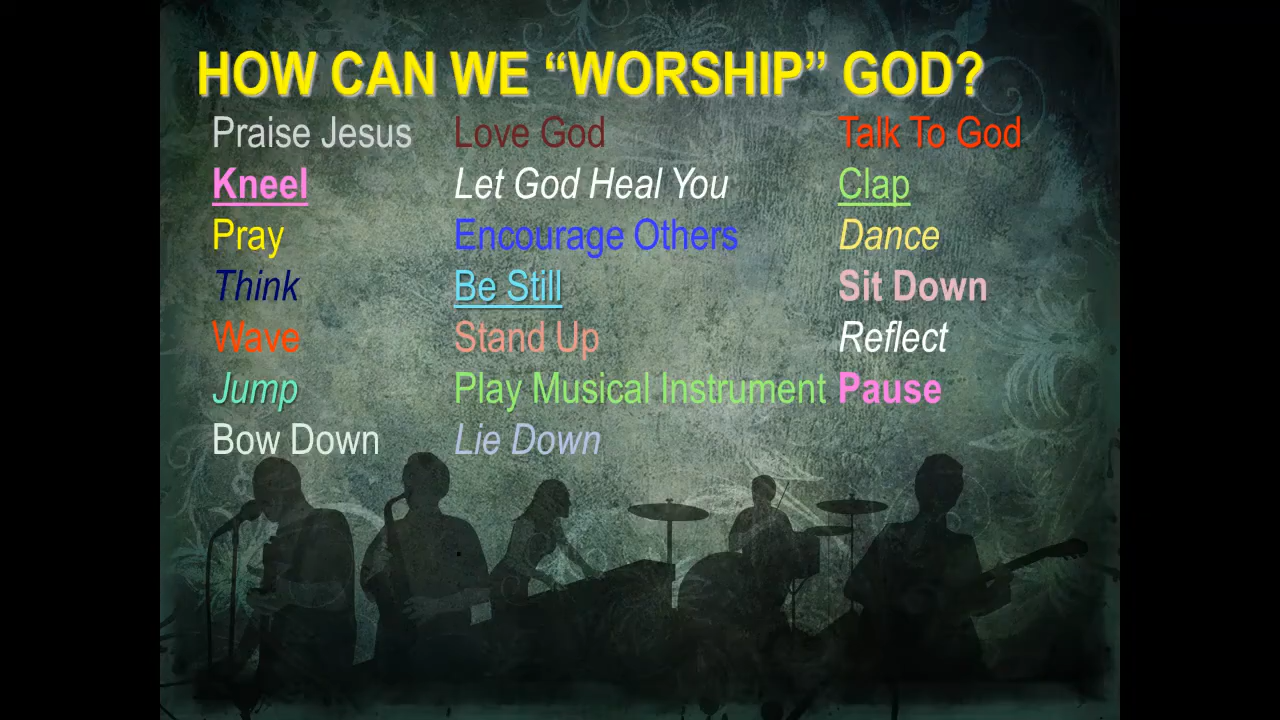 HOW CAN WE “WORSHIP” GOD?
Praise Jesus
Kneel
Pray
Think
Wave
Jump
Bow Down
Love God
Let God Heal You
Encourage Others
Be Still
Stand Up
Play Musical Instrument
Lie Down
Talk To God
Clap
Dance
Sit Down
Reflect
Pause